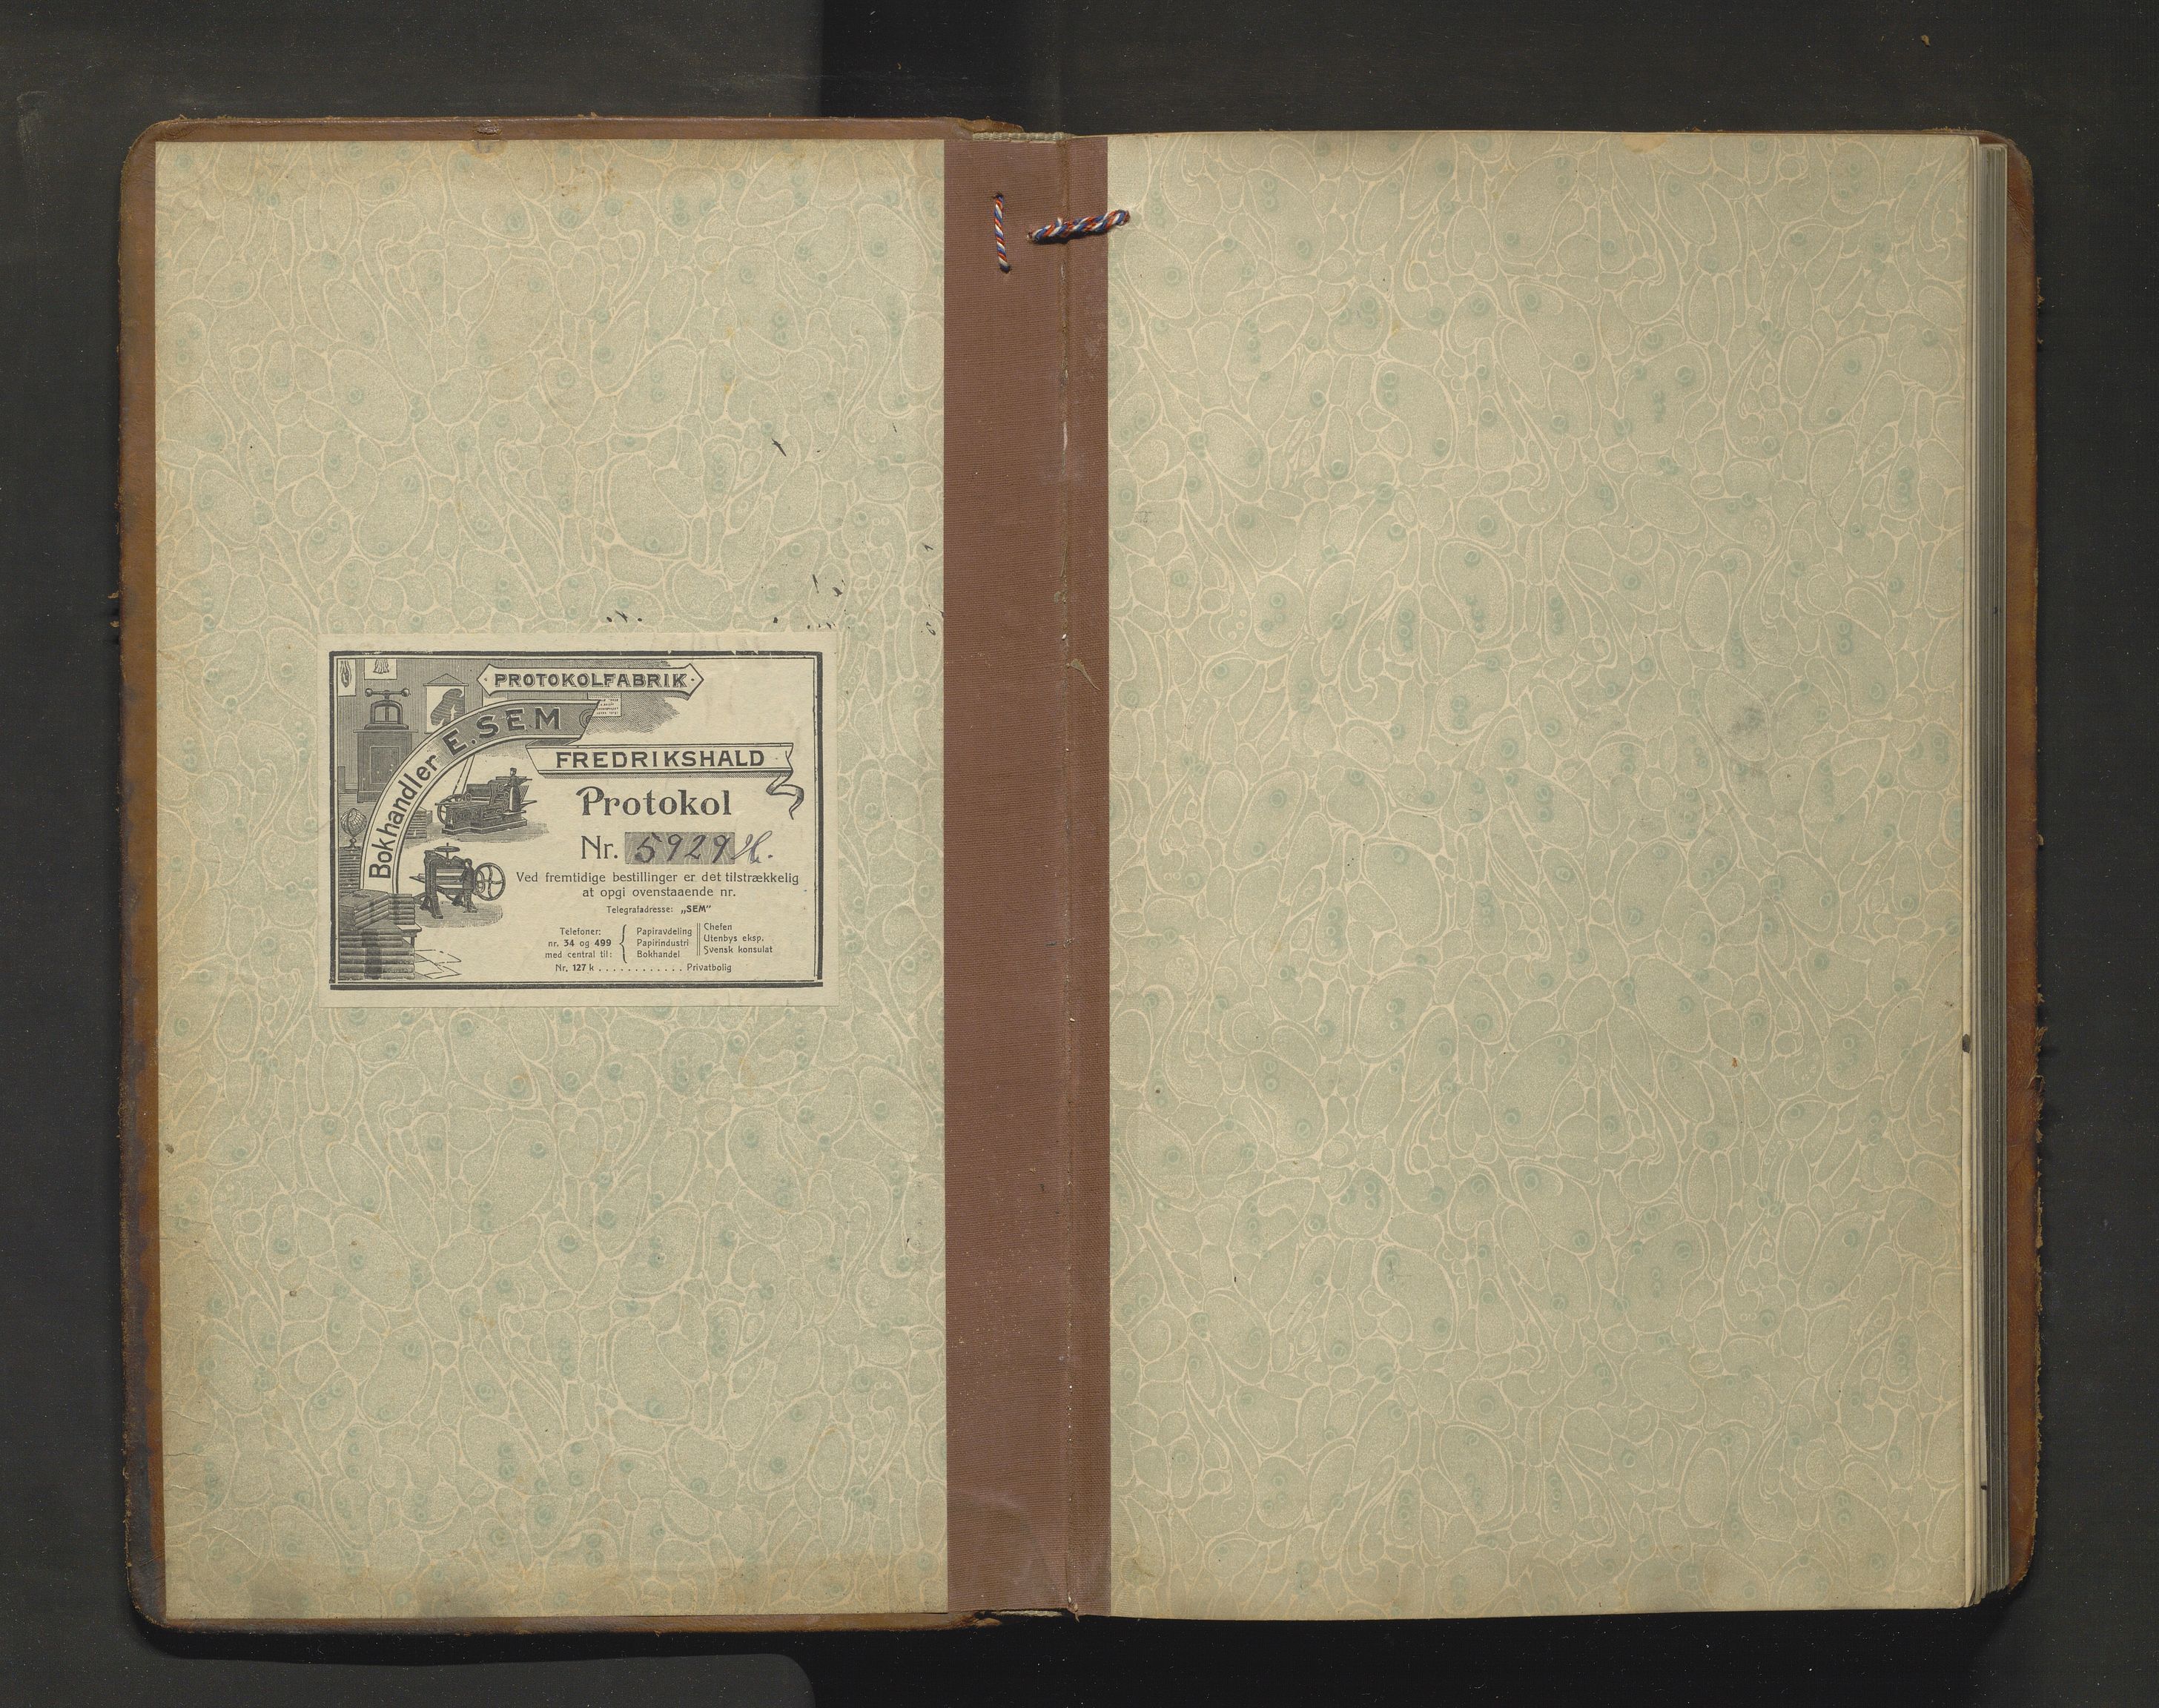 PROTOKOLFABRIK
Bokhandler E. SEM
FREDRIKSHALD
Protokol
Nr. 5929 H.
Ved fremtidige bestillinger er det tilstrækkelig
at opgi ovenstaaende nr.
Telegrafadresse: „SEM”
Telefoner:
nr. 34 og 499
med central til:
Papiravdeling
Papirindustri
Bokhandel
Chefen
Utenbys eksp.
Svensk konsulat
Nr. 127 k . . . . . . . . . . . . Privatbolig